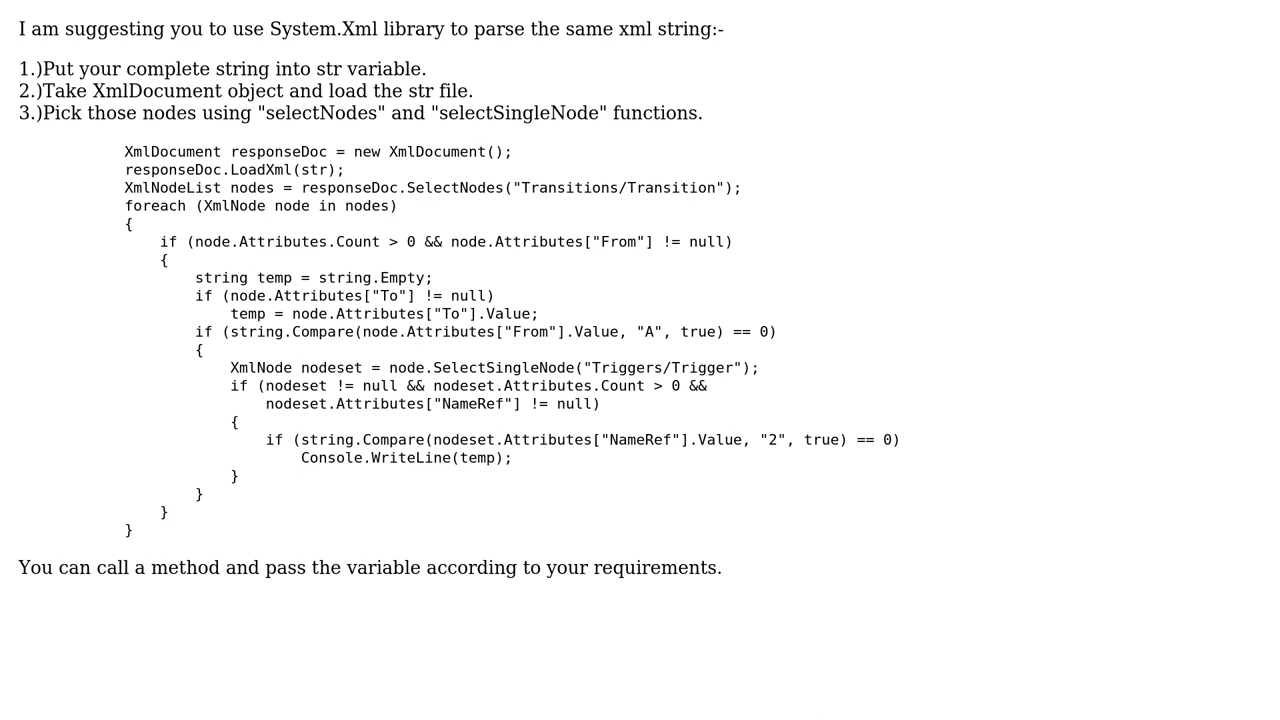 I am suggesting you to use System.Xml library to parse the same xml string:-
1.)Put your complete string into str variable.
2.)Take XmlDocument object and load the str file.
3.)Pick those nodes using "selectNodes" and "selectSingleNode" functions.
XmlDocument responseDoc = new XmlDocument();
responseDoc.LoadXml(str);
XmlNodeList nodes = responseDoc.SelectNodes("Transitions/Transition");
foreach (XmlNode node in nodes)
{
    if (node.Attributes.Count > 0 && node.Attributes["From"] != null)
    {
        string temp = string.Empty;
        if (node.Attributes["To"] != null)
            temp = node.Attributes["To"].Value;
        if (string.Compare(node.Attributes["From"].Value, "A", true) == 0)
        {
            XmlNode nodeset = node.SelectSingleNode("Triggers/Trigger");
            if (nodeset != null && nodeset.Attributes.Count > 0 &&
                nodeset.Attributes["NameRef"] != null)
            {
                if (string.Compare(nodeset.Attributes["NameRef"].Value, "2", true) == 0)
                    Console.WriteLine(temp);
            }
        }
    }
}
You can call a method and pass the variable according to your requirements.